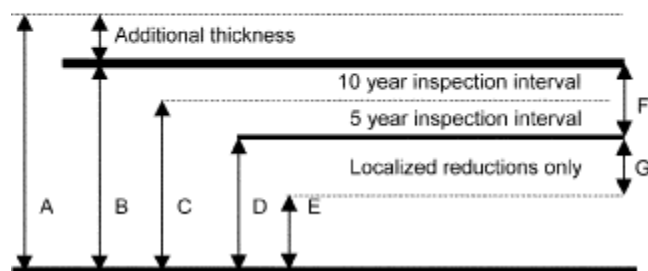 Additional thickness
10 year inspection interval
F
5 year inspection interval
Localized reductions only
G
A B C D E